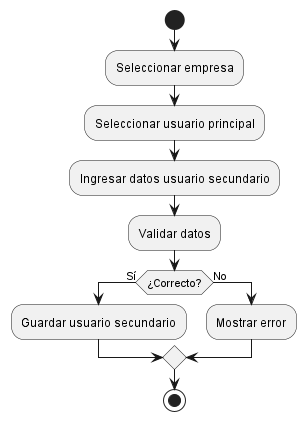 Seleccionar empresa
Seleccionar usuario principal
Ingresar datos usuario secundario
Validar datos
Sí
¿Correcto?
No
Guardar usuario secundario
Mostrar error